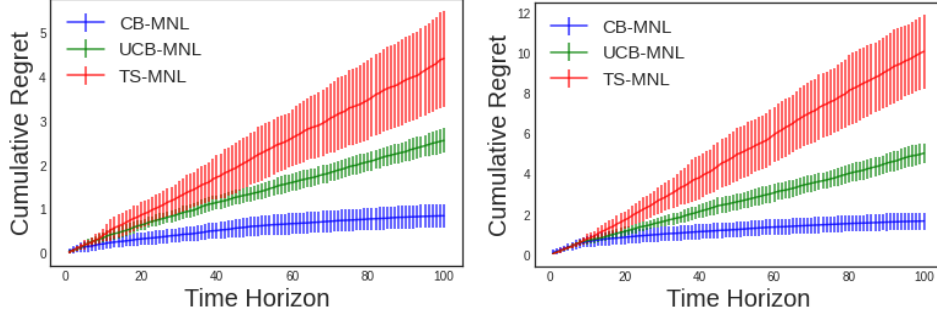 CB-MNL
UCB-MNL
TS-MNL
Cumulative Regret
5
4
3
2
1
0
0
20
40
60
80
100
Time Horizon
CB-MNL
UCB-MNL
TS-MNL
Cumulative Regret
12
10
8
6
4
2
0
0
20
40
60
80
100
Time Horizon